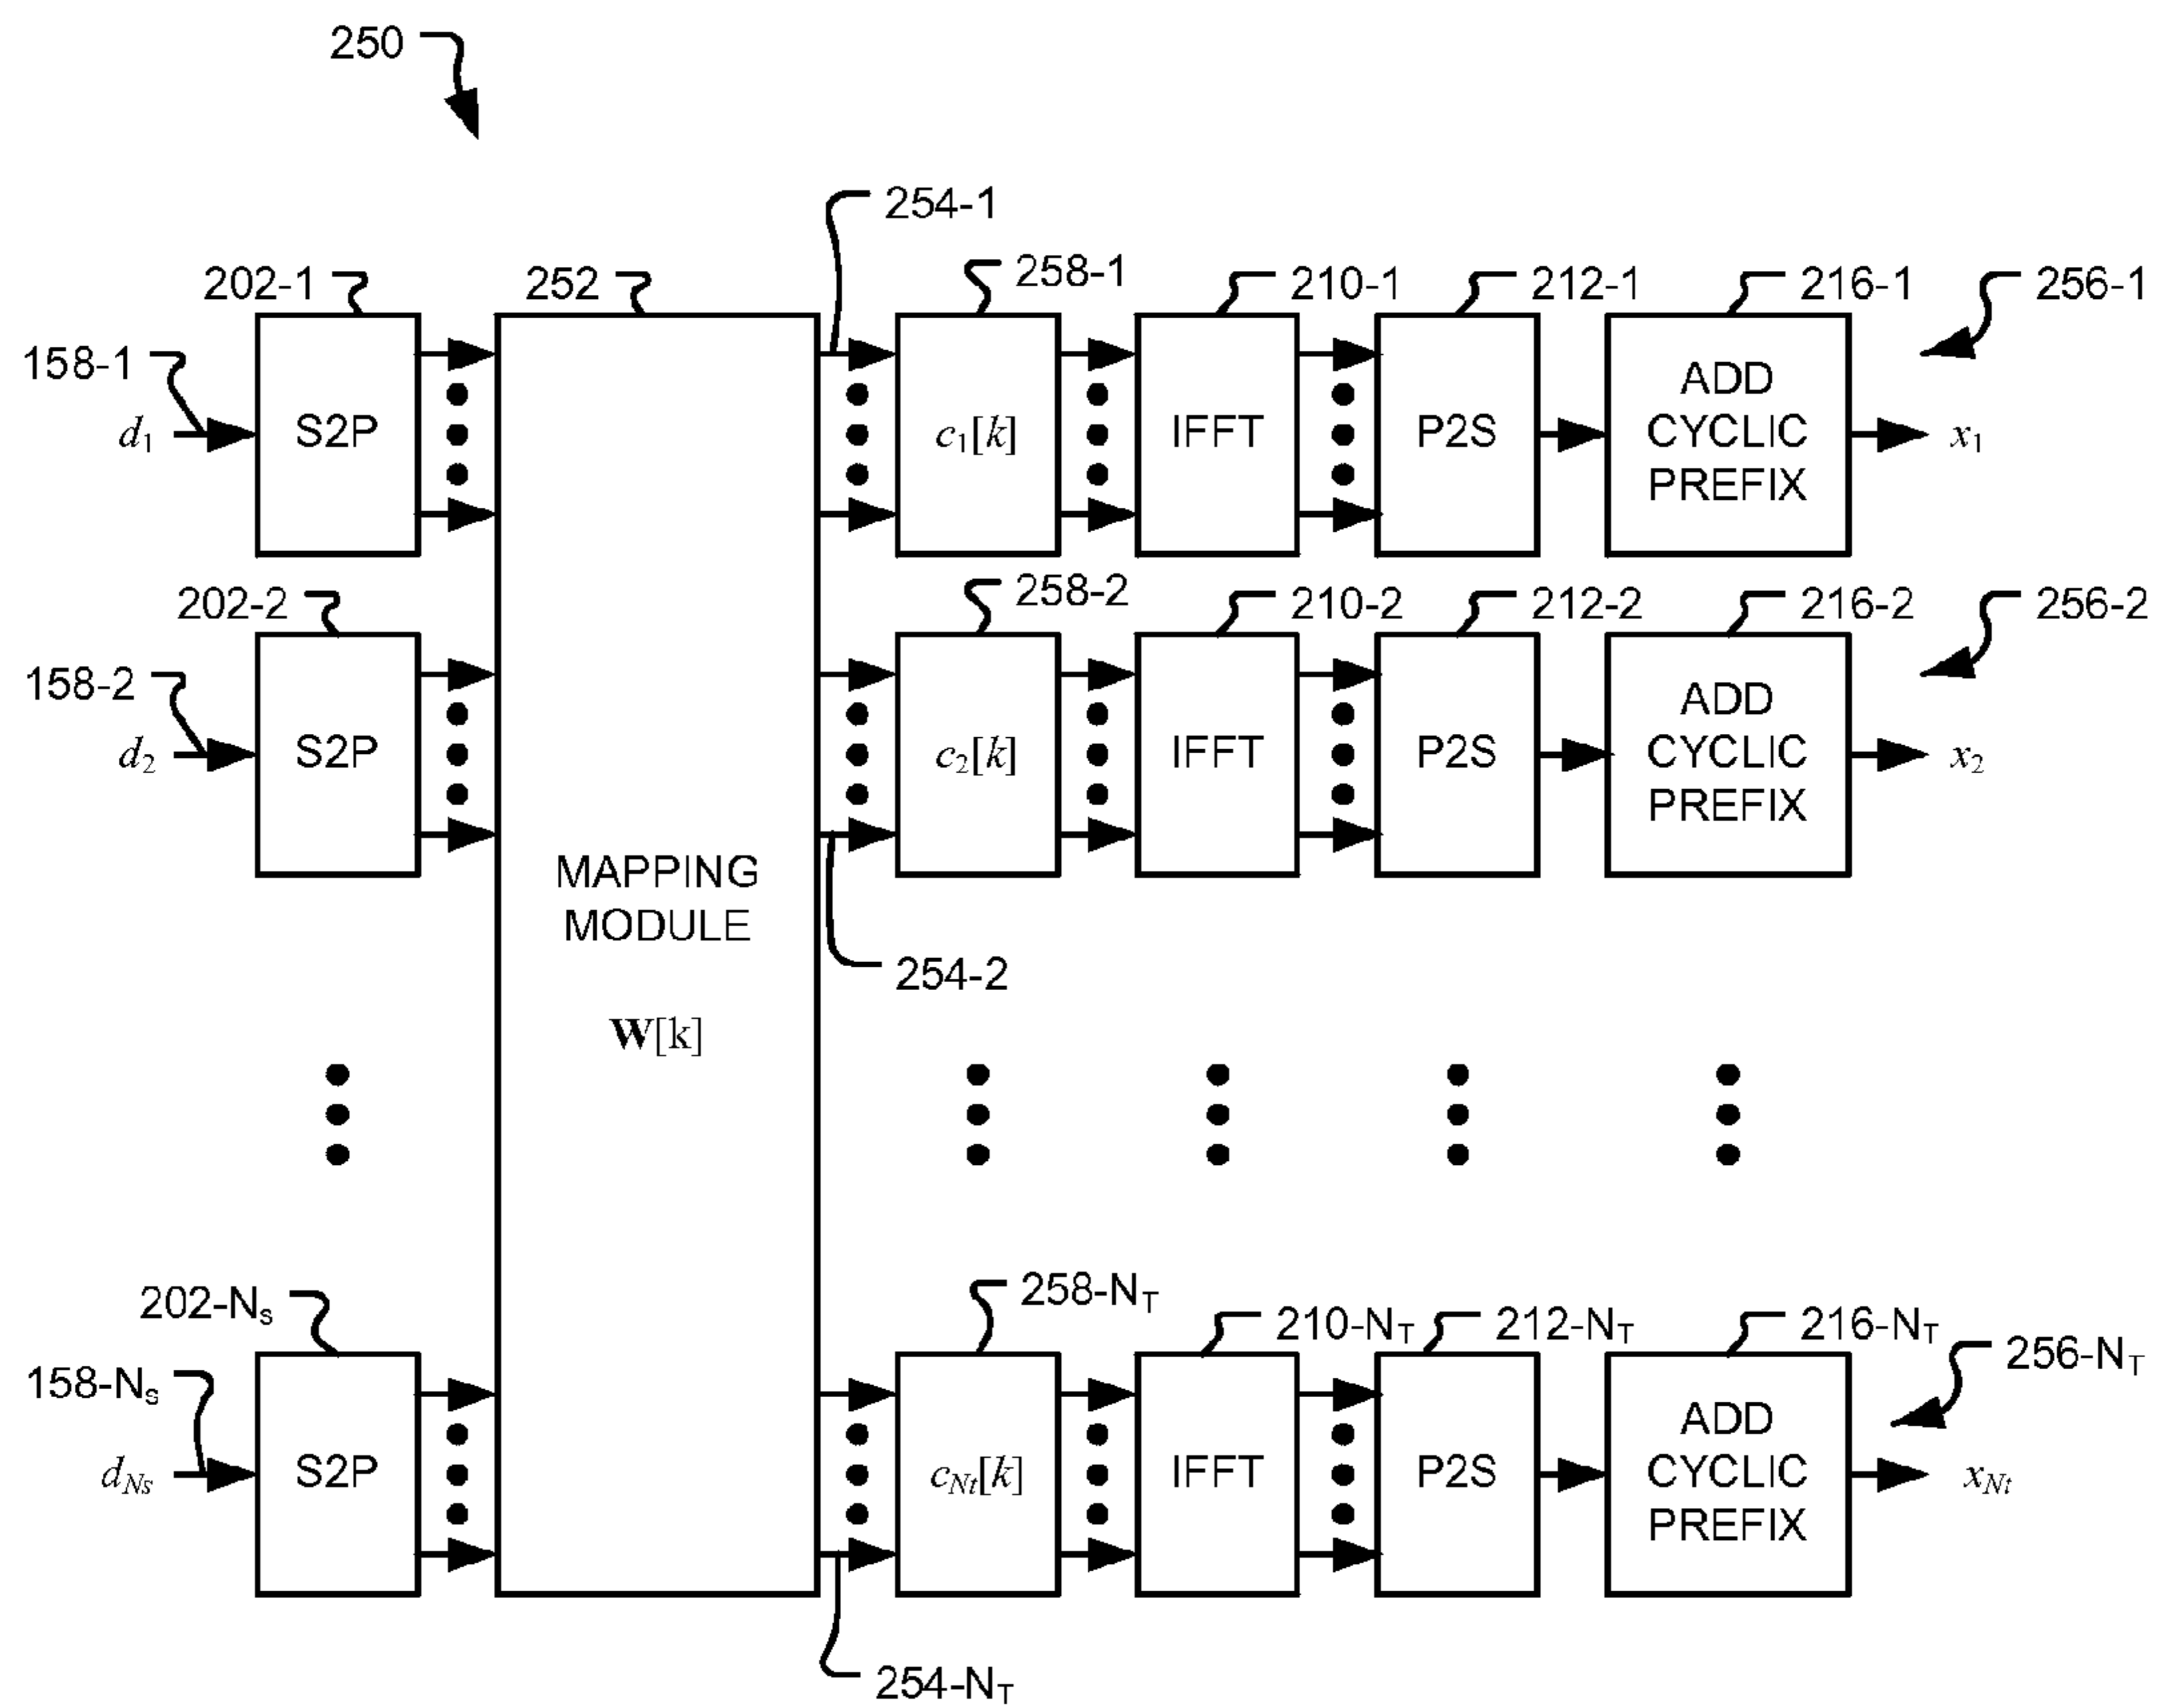 250
254-1
202-1
252
258-1
210-1
212-1
216-1
256-1
158-1
d1
S2P
c1[k]
IFFT
P2S
ADD
CYCLIC
PREFIX
x1
202-2
258-2
210-2
212-2
216-2
256-2
158-2
d2
S2P
c2[k]
IFFT
P2S
ADD
CYCLIC
PREFIX
x2
MAPPING
MODULE
W[k]
254-2
202-Ns
258-NT
210-NT
212-NT
216-NT
256-NT
158-Ns
dNs
S2P
cNt[k]
IFFT
P2S
ADD
CYCLIC
PREFIX
xNt
254-NT